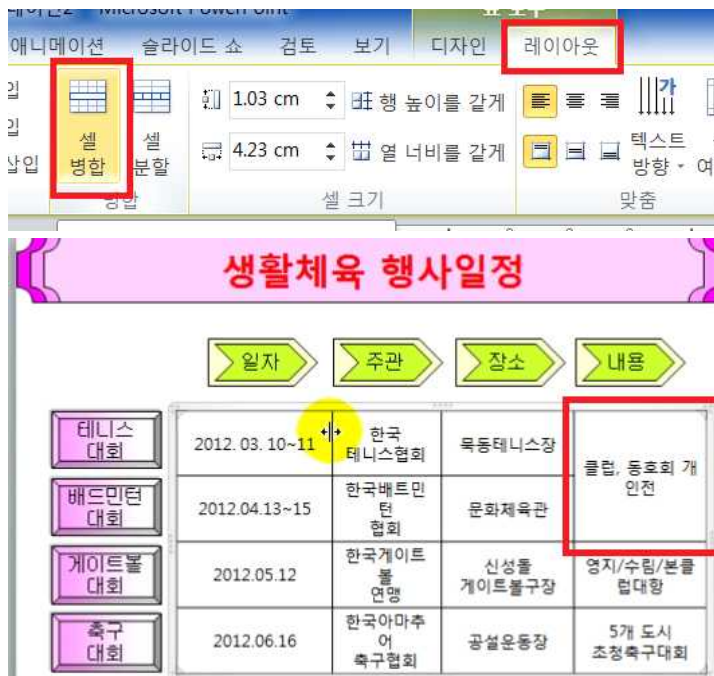 애니메이션 슬라이드 쇼 검토 보기 디자인 레이아웃
1.03 cm 행 높이를 같게
삽입 셀 병합 셀 분할 4.23 cm 열 너비를 같게 텍스트 방향
병합 셀 크기 맞춤
생활체육 행사일정
일자 주관 장소 내용
테니스
대회
2012. 03. 10~11
한국
테니스협회
묵동테니스장
클럽, 동호회 개
인전
배드민턴
대회
2012.04.13~15
한국배트민
턴
협회
문화체육관
게이트볼
대회
2012.05.12
한국게이트
볼
연맹
신성돌
게이트볼구장
영지/수림/본클
럽대항
축구
대회
2012.06.16
한국아마추
어
축구협회
공설운동장
5개 도시
초청축구대회